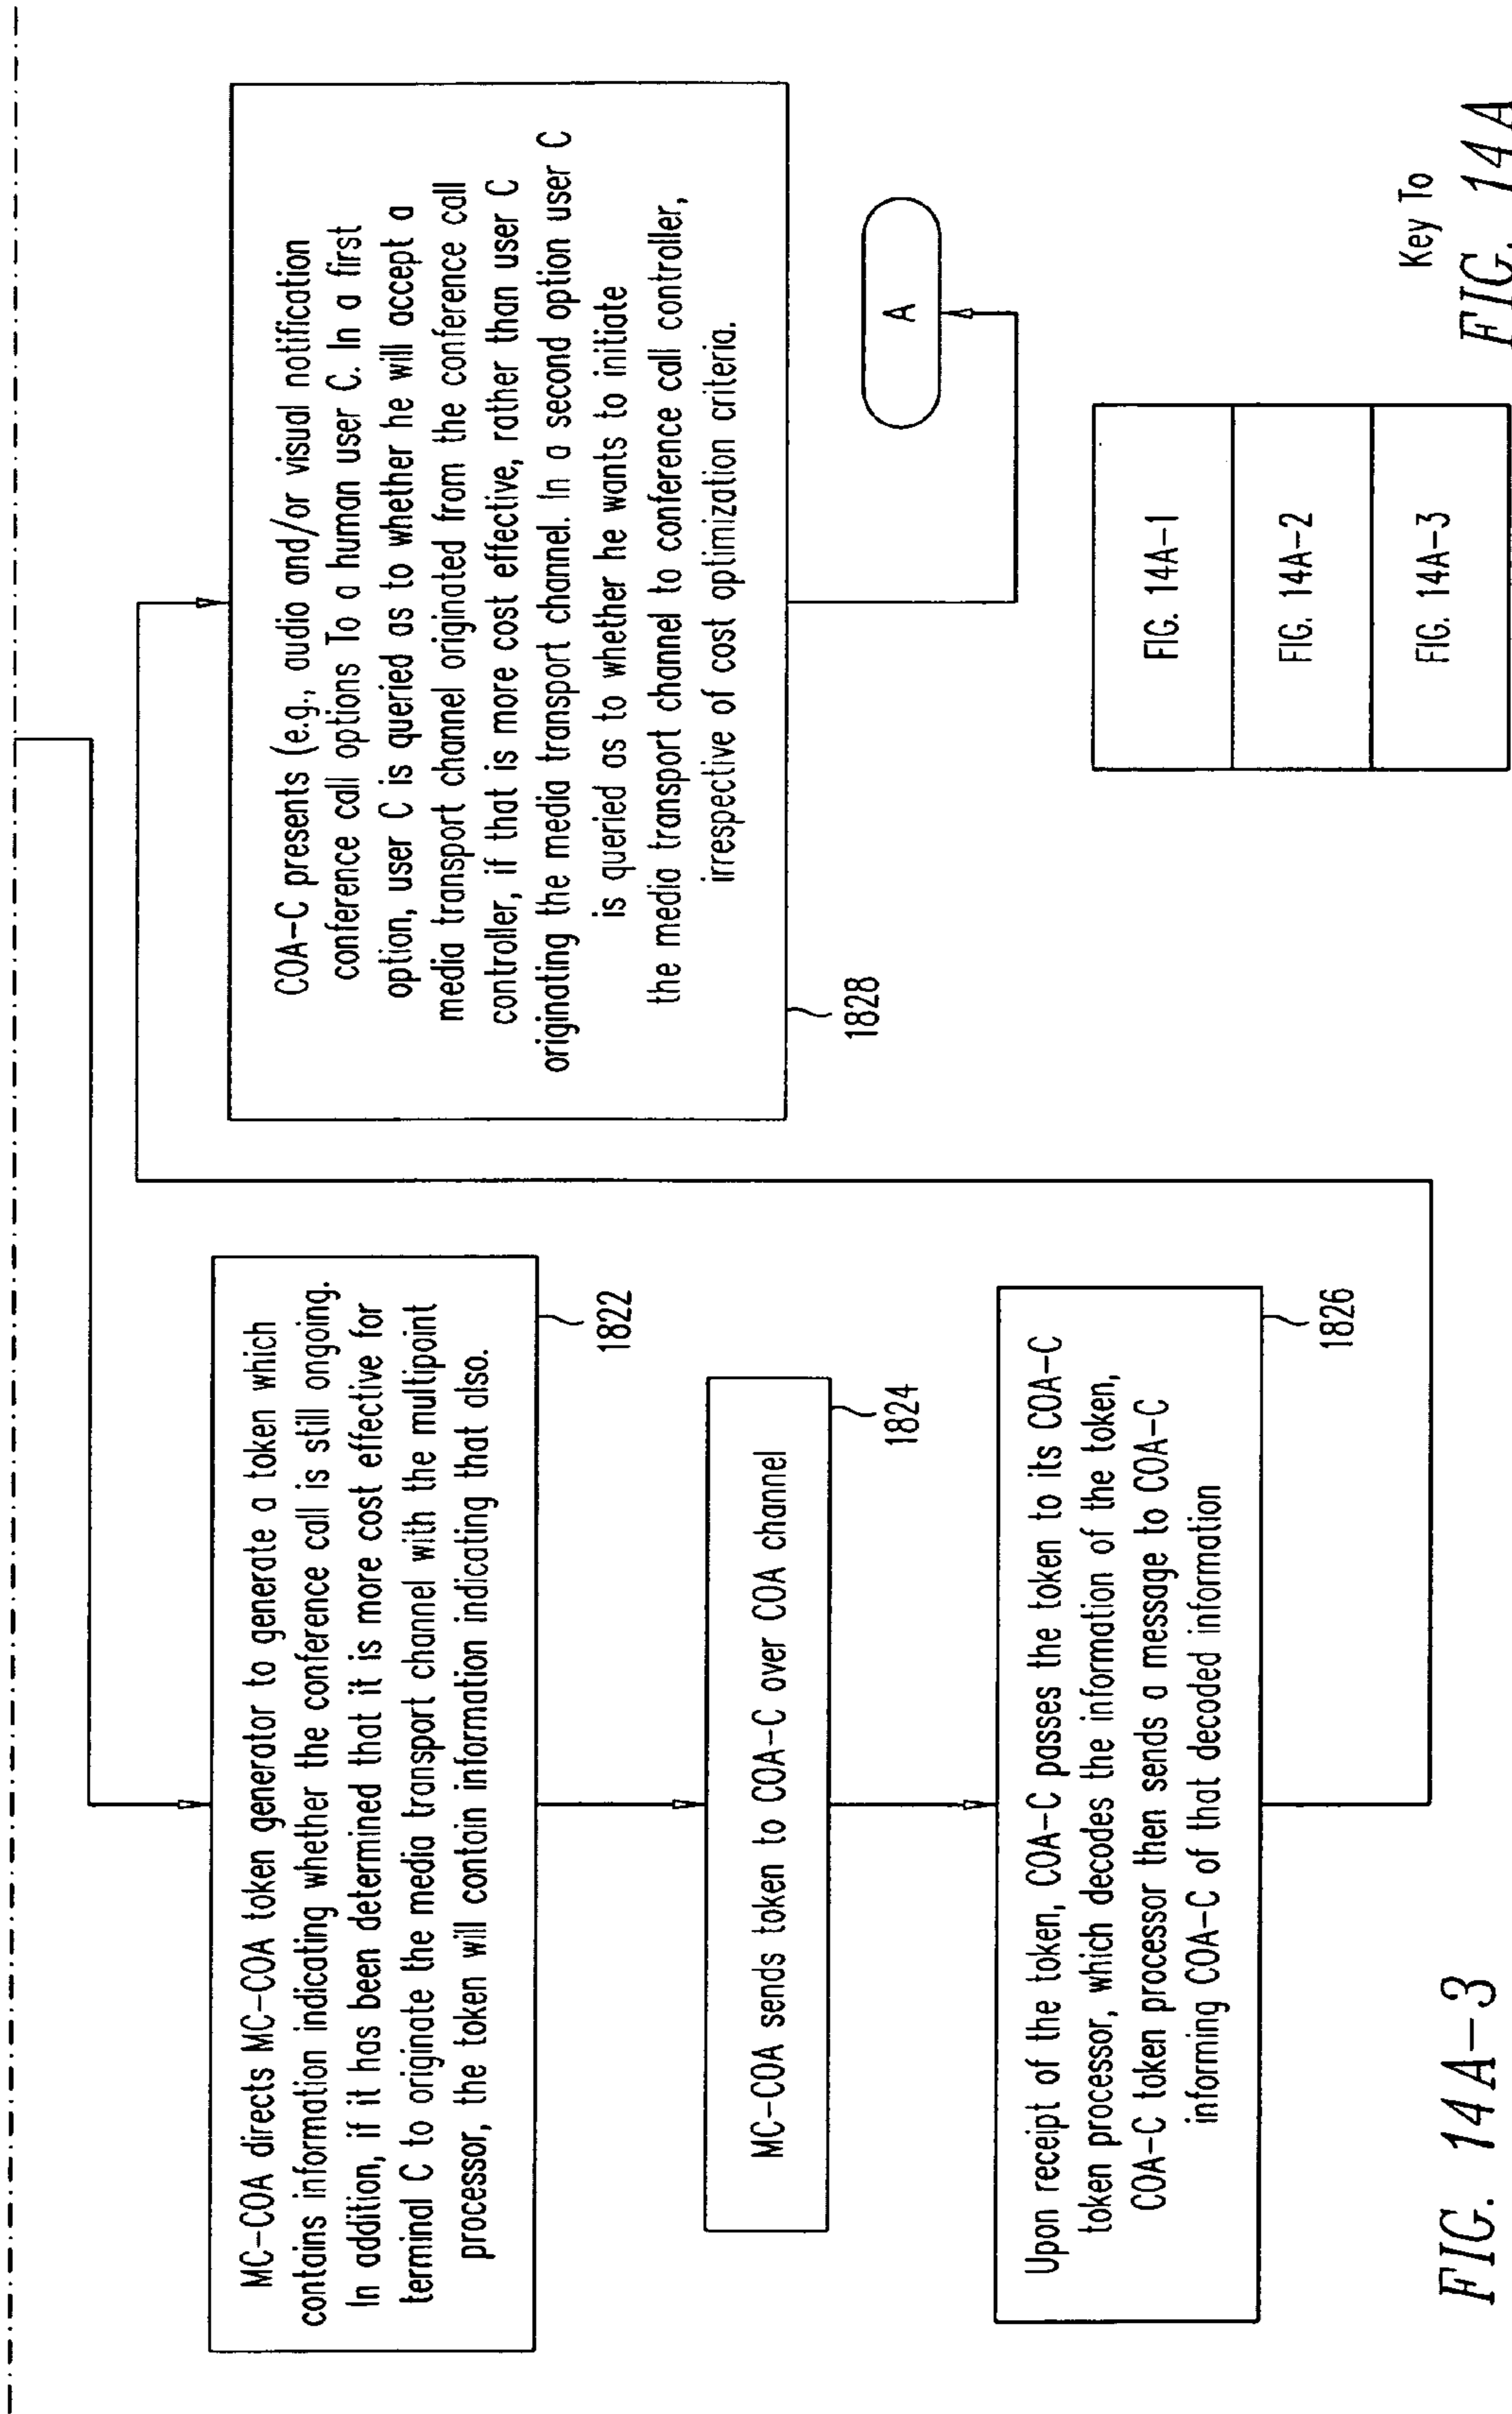 MC-COA directs MC-COA token generator to generate a token which
contains information indicating whether the conference call is still ongoing.
In addition, if it has been determined that it is more cost effective for
terminal C to originate the media transport channel with the multipoint
processor, the token will contain information indicating that also.
1822
MC-COA sends token to COA-C over COA channel
1824
Upon receipt of the token, COA-C passes the token to its COA-C
token processor, which decodes the information of the token,
COA-C token processor then sends a message to COA-C
informing COA-C of that decoded information
1826
COA-C presents (e.g., audio and/or visual notification
conference call options To a human user C. In a first
option, user C is queried as to whether he will accept a
media transport channel originated from the conference call
controller, if that is more cost effective, rather than user C
originating the media transport channel. In a second option user C
is queried as to whether he wants to initiate
the media transport channel to conference call controller,
irrespective of cost optimization criteria.
1828
A
FIG. 14A-1
FIG. 14A-2
FIG. 14A-3
Key To
FIG. 14A
FIG. 14A-3